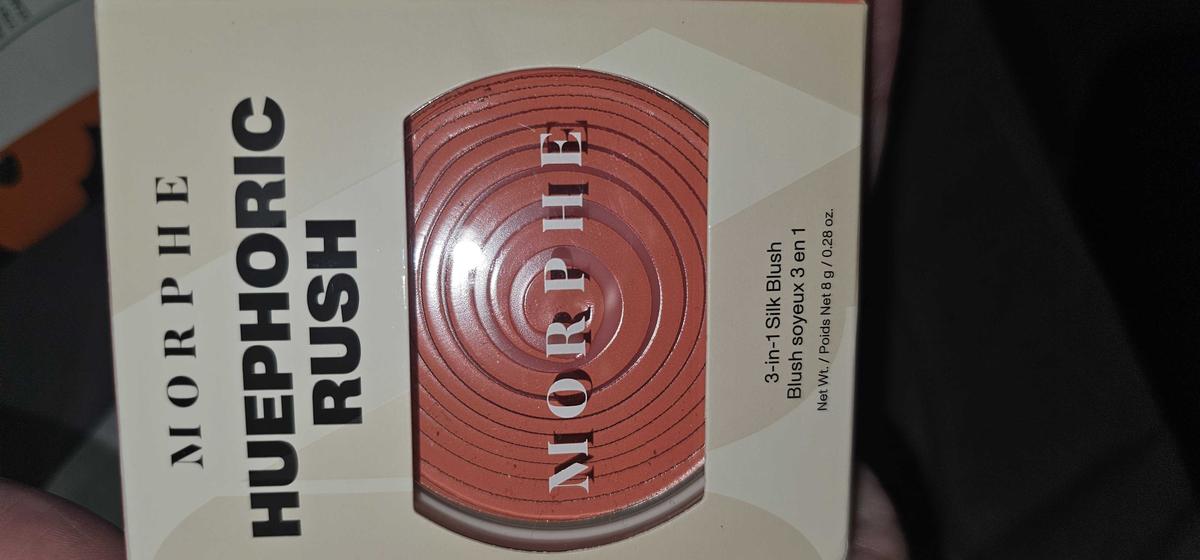 MORPHE
HUEPHORIC
RUSH
MORPHE
3-in-1 Silk Blush
Blush soyeux 3 en 1
Net Wt. / Poids Net 8 g / 0.28 oz.